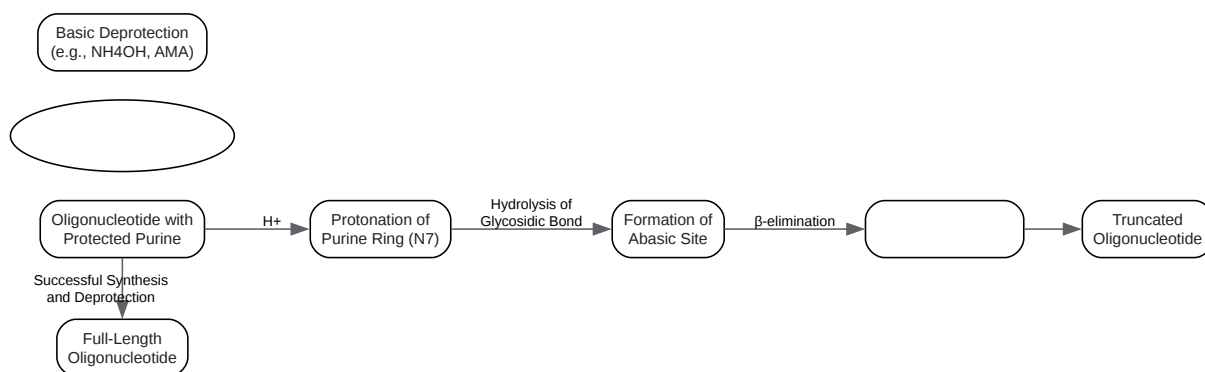 Basic Deprotection
(e.g., NH4OH, AMA)
Oligonucleotide with
Protected Purine
H+
Protonation of
Purine Ring (N7)
Hydrolysis of
Glycosidic Bond
Formation of
Abasic Site
β-elimination
Truncated
Oligonucleotide
Successful Synthesis
and Deprotection
Full-Length
Oligonucleotide